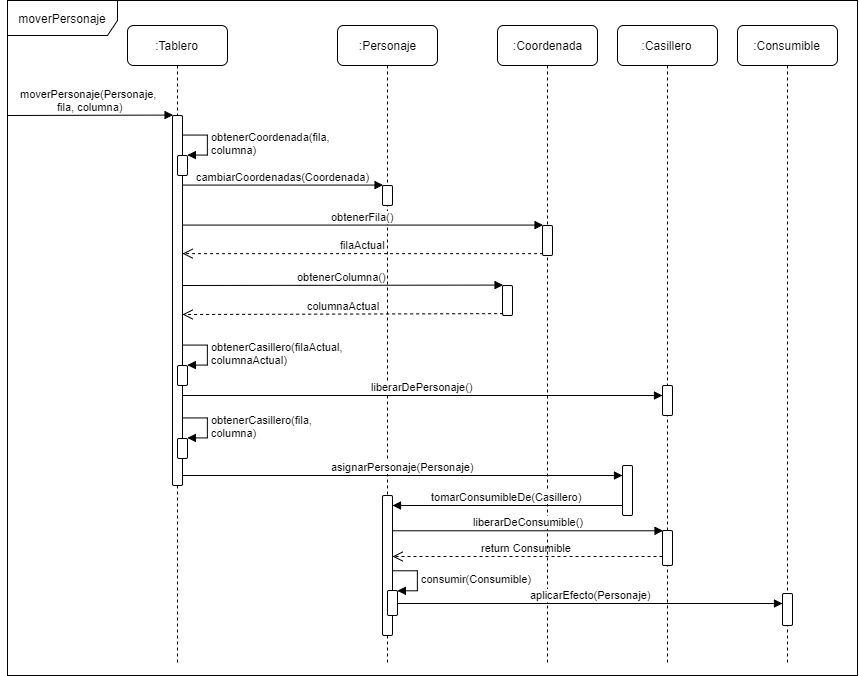 moverPersonaje
:Tablero
:Personaje
:Coordenada
:Casillero
:Consumible
moverPersonaje(Personaje,
fila, columna)
obtenerCoordenada(fila,
columna)
cambiarCoordenadas(Coordenada)
obtenerFila()
filaActual
obtenerColumna()
columnaActual
obtenerCasillero(filaActual,
columnaActual)
liberarDePersonaje()
obtenerCasillero(fila,
columna)
asignarPersonaje(Personaje)
tomarConsumibleDe(Casillero)
liberarDeConsumible()
return Consumible
consumir(Consumible)
aplicarEfecto(Personaje)